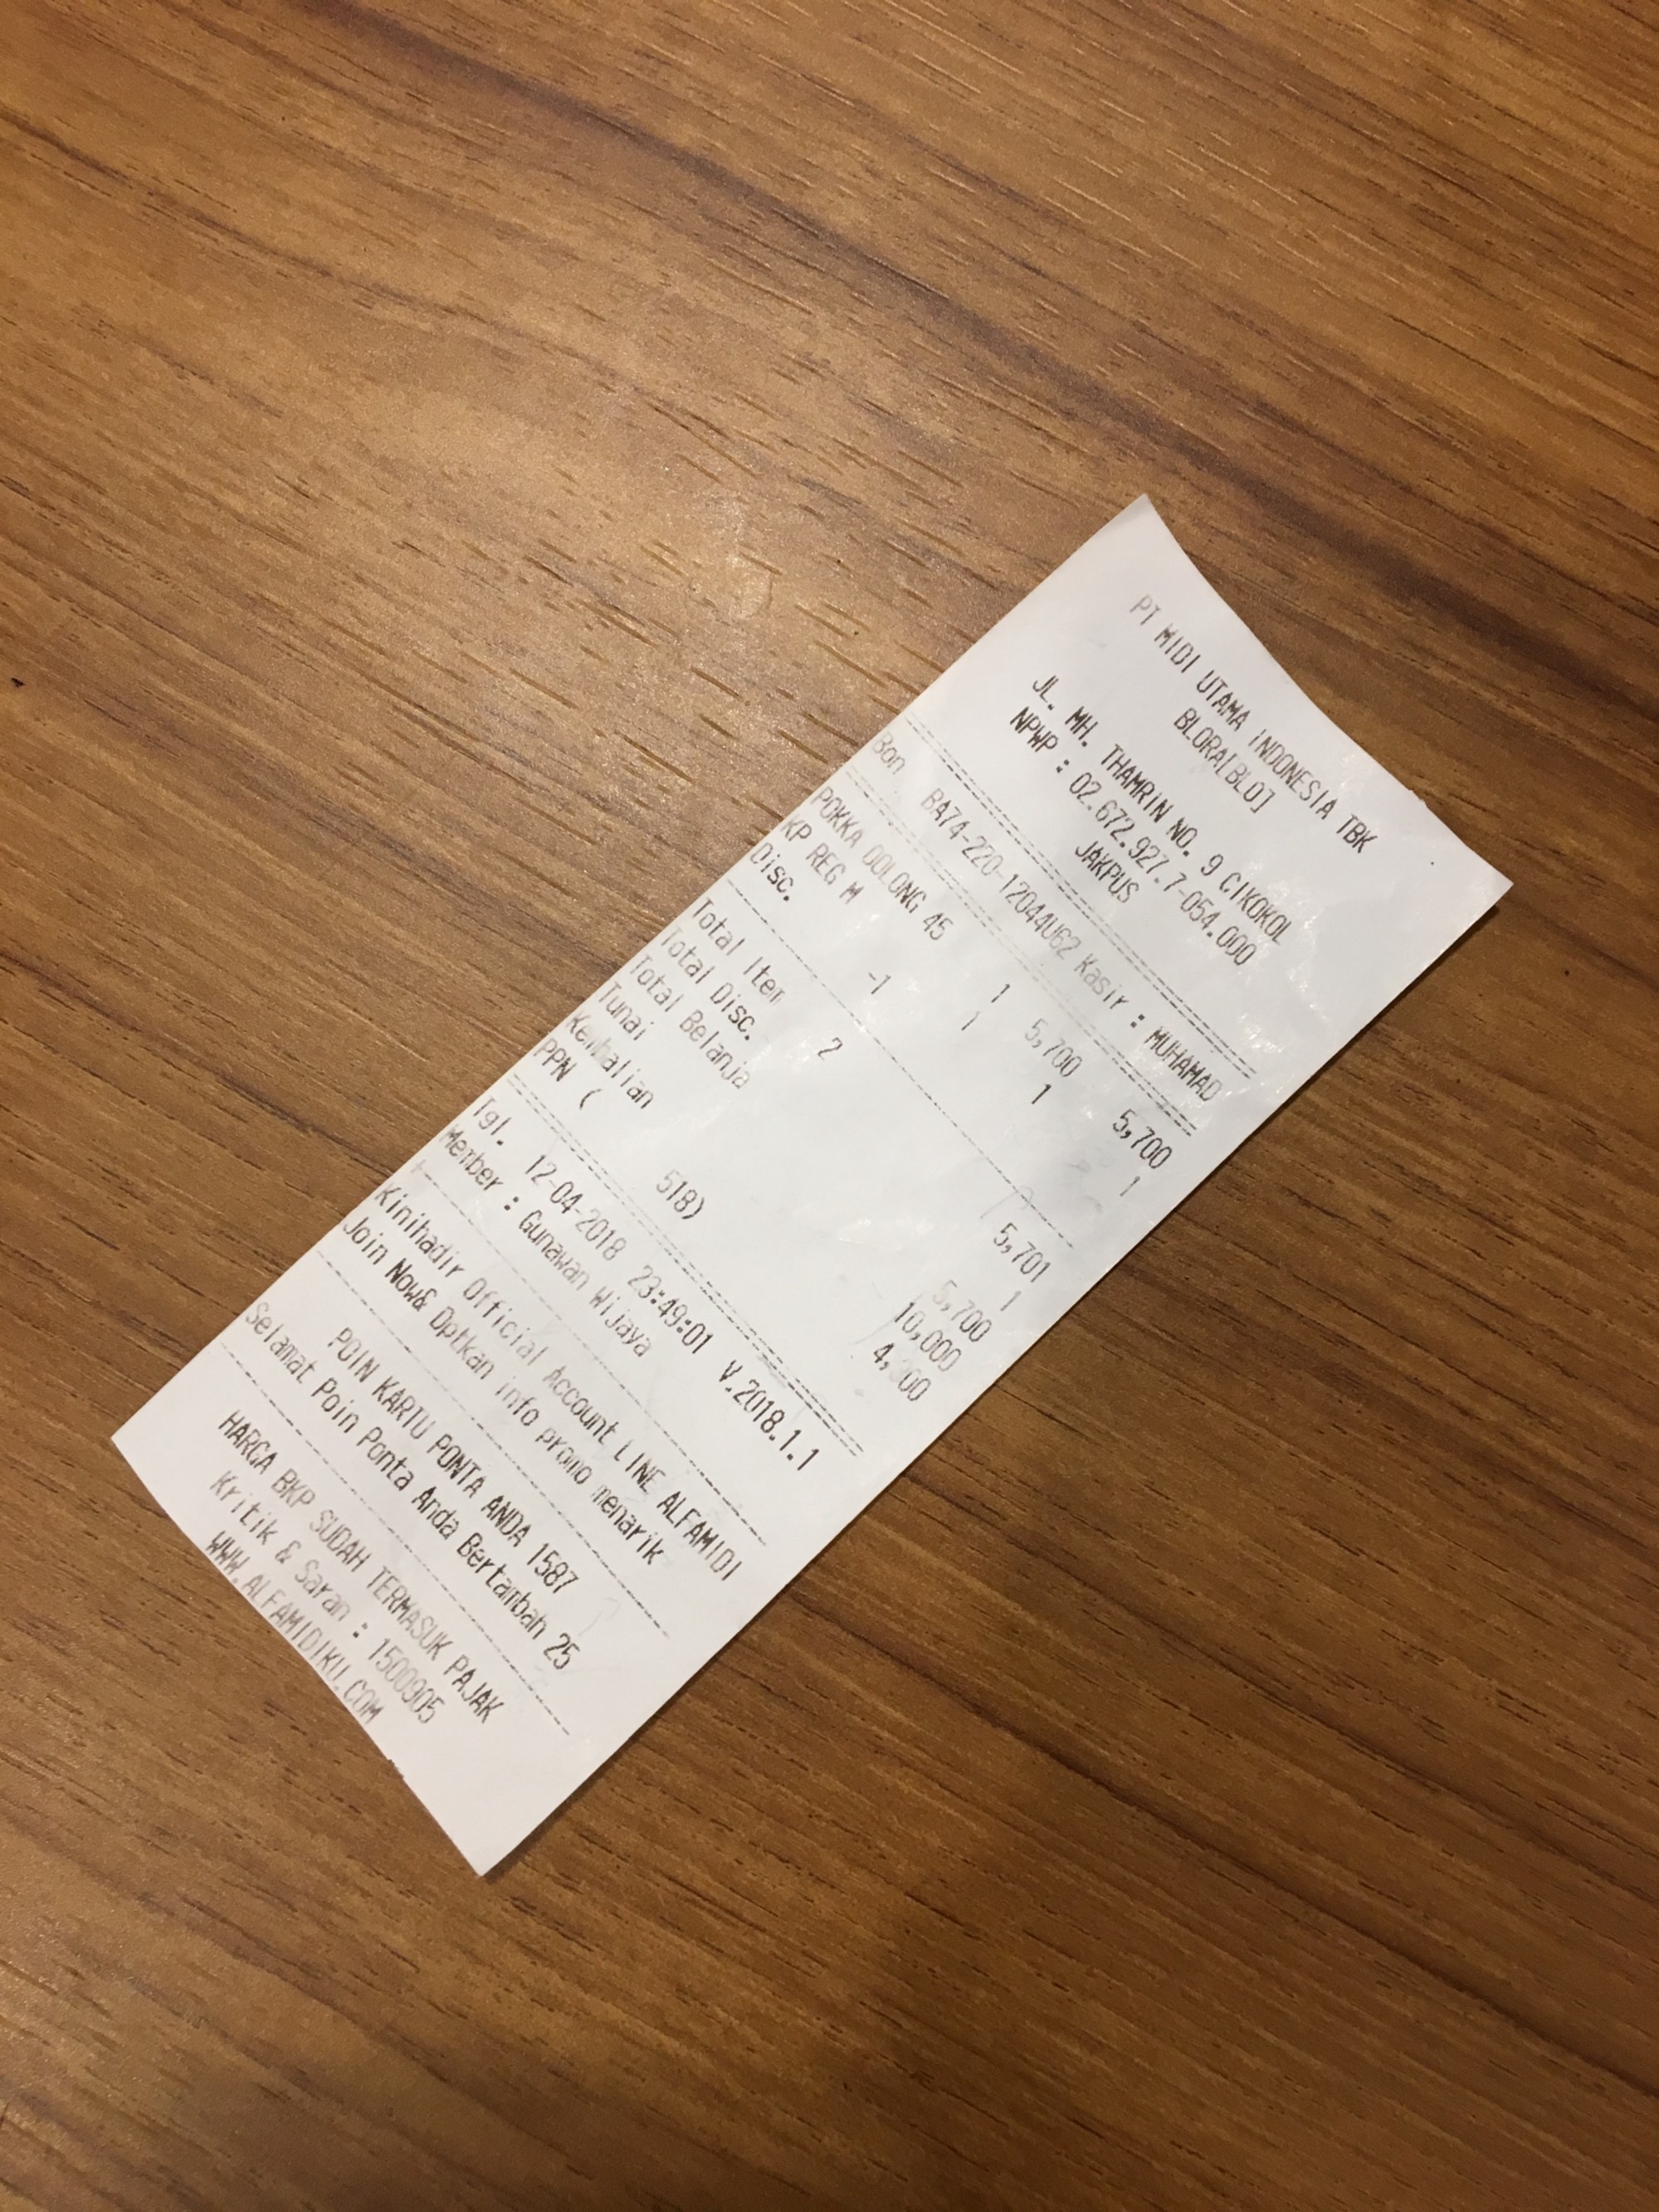 PT MIDI UTAMA INDONESIA TBK
BLORA[BLO]
JL. MH. THAMRIN NO. 9 CIKOKOL
NPWP : 02.672.927.7-054.000
JAKPUS
Bon BA74-220-12044U62 Kasir : MUHAMAD
POKKA OOLONG 45 1 5,700 5,700
KP REG M 1 1 1
Disc. -1
Total Item 2 5,701
Total Disc. 1
Total Belanja 5,700
Tunai 10,000
Kembalian 4,300
PPN ( 518)
Tgl. 12-04-2018 23:49:01 V.2018.1.1
Member : Gunawan Wijaya
Kinihadir Official Account LINE ALFAMIDI
Join Now& Dptkan info promo menarik
POIN KARTU PONTA ANDA 1587
Selamat Poin Ponta Anda Bertambah 25
HARGA BKP SUDAH TERMASUK PAJAK
Kritik & Saran : 1500905
WWW.ALFAMIDIKU.COM